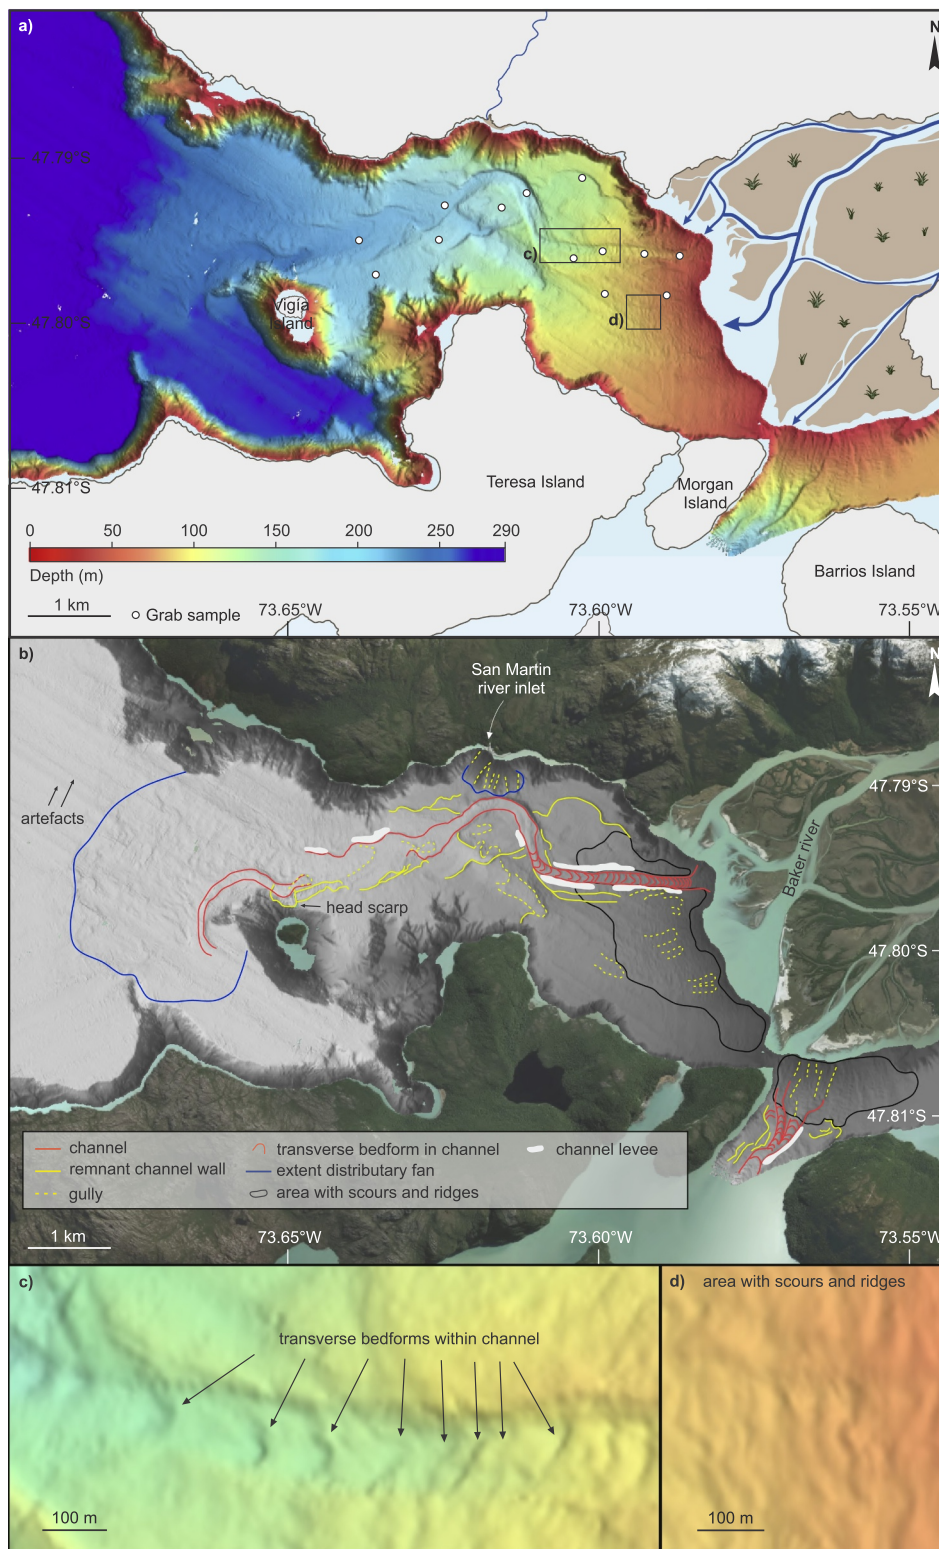 a)
N
47.79°S
c)
Vigía
Island
47.80°S
d)
47.81°S
Teresa Island
Morgan
Island
Barrios Island
0 50 100 150 200 250 290
Depth (m)
1 km
Grab sample
73.65°W
73.60°W
73.55°W
b)
N
San Martin
river inlet
47.79°S
artefacts
Baker river
head scarp
47.80°S
47.81°S
channel
transverse bedform in channel
channel levee
remnant channel wall
extent distributary fan
gully
area with scours and ridges
1 km
73.65°W
73.60°W
73.55°W
c)
transverse bedforms within channel
100 m
d)
area with scours and ridges
100 m